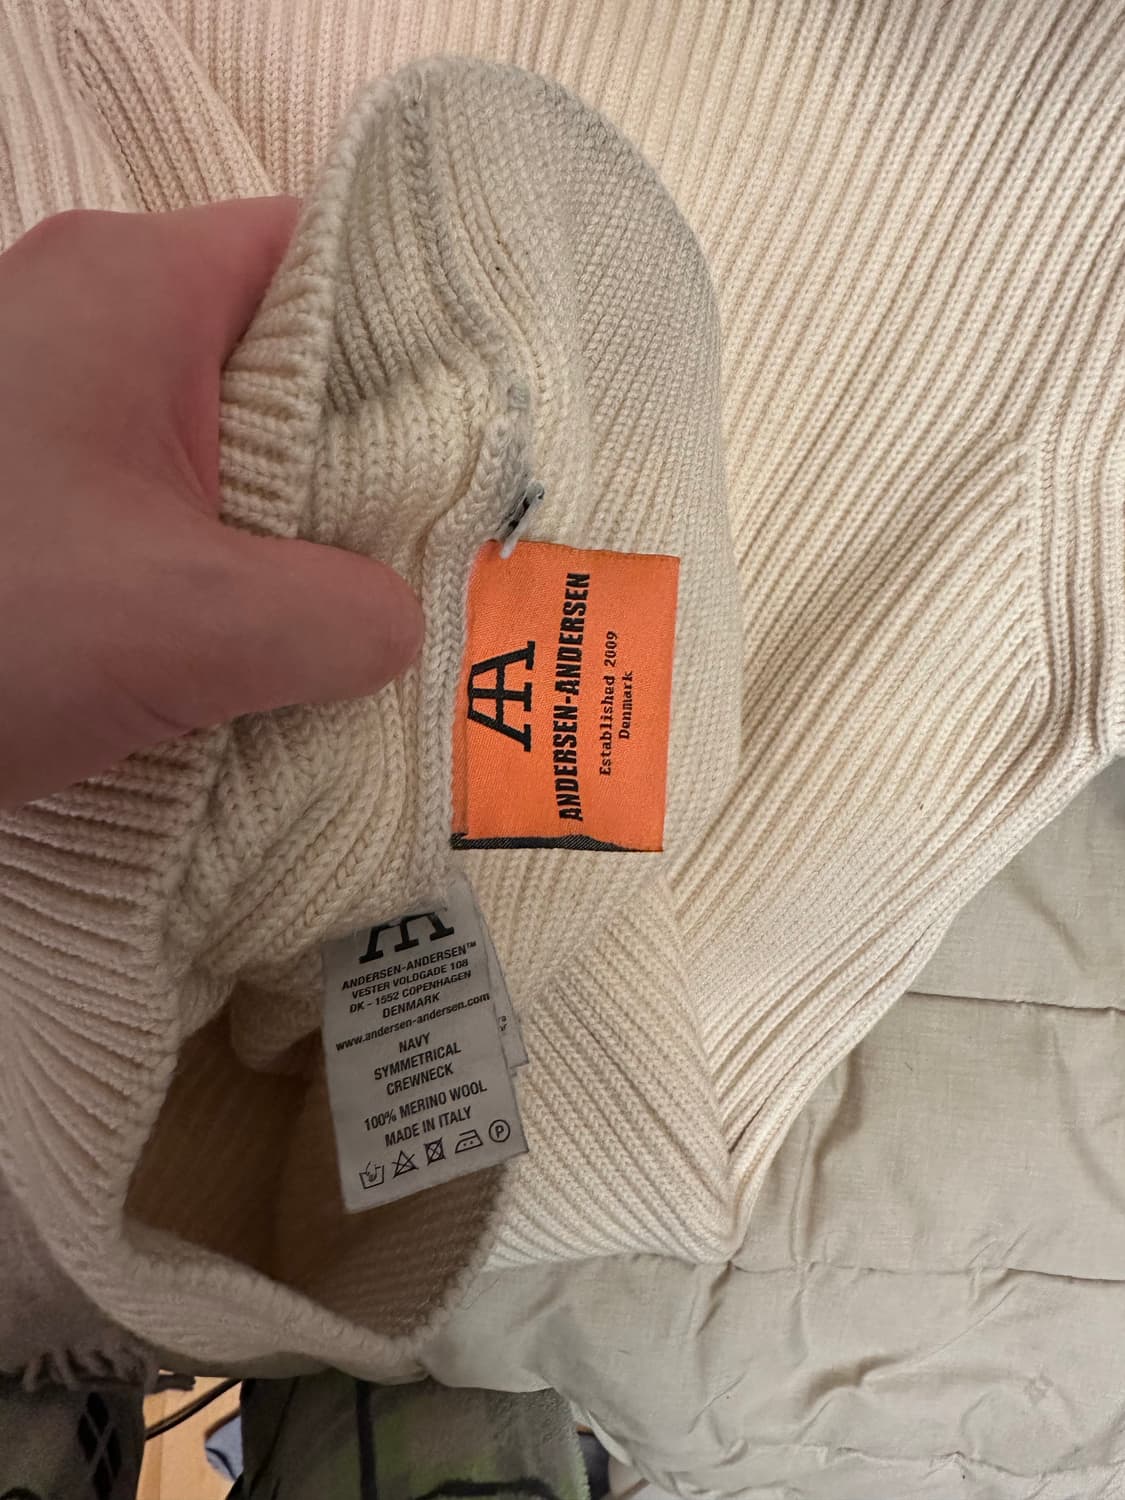 ANDERSEN-ANDERSEN
Established 2009
Denmark
ANDERSEN-ANDERSEN™
VESTER VOLDGADE 108
DK - 1552 COPENHAGEN
DENMARK
www.andersen-andersen.com
NAVY
SYMMETRICAL
CREWNECK
100% MERINO WOOL
MADE IN ITALY
P